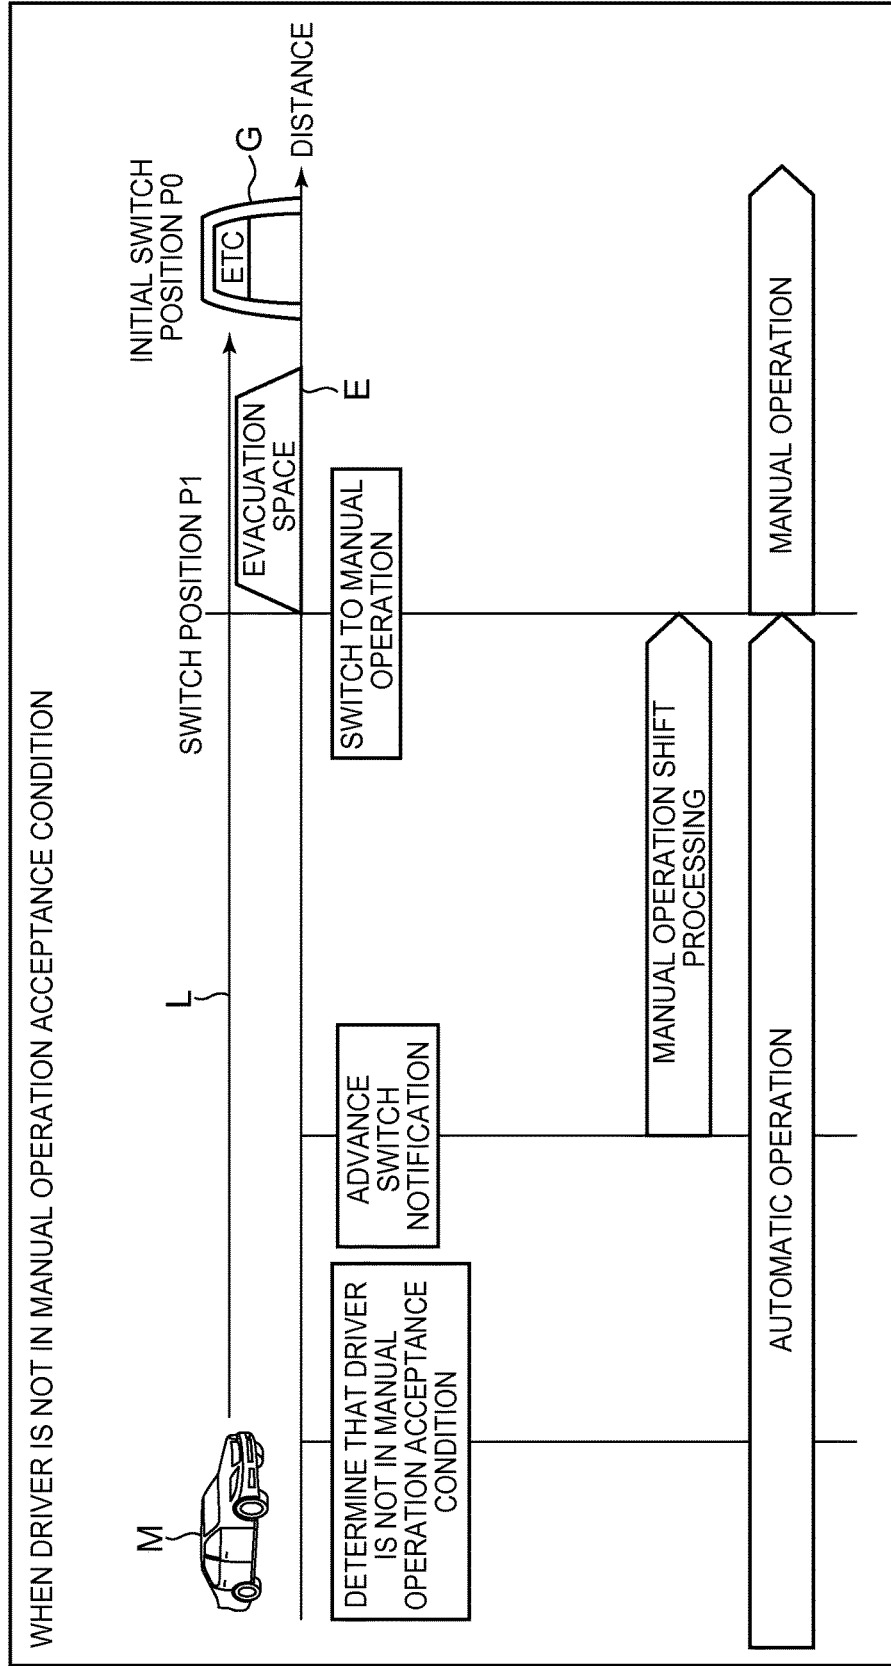 WHEN DRIVER IS NOT IN MANUAL OPERATION ACCEPTANCE CONDITION
M
L
SWITCH POSITION P1
INITIAL SWITCH
POSITION P0
ETC
G
EVACUATION
SPACE
E
DISTANCE
DETERMINE THAT DRIVER
IS NOT IN MANUAL
OPERATION ACCEPTANCE
CONDITION
ADVANCE
SWITCH
NOTIFICATION
SWITCH TO MANUAL
OPERATION
MANUAL OPERATION SHIFT
PROCESSING
AUTOMATIC OPERATION
MANUAL OPERATION